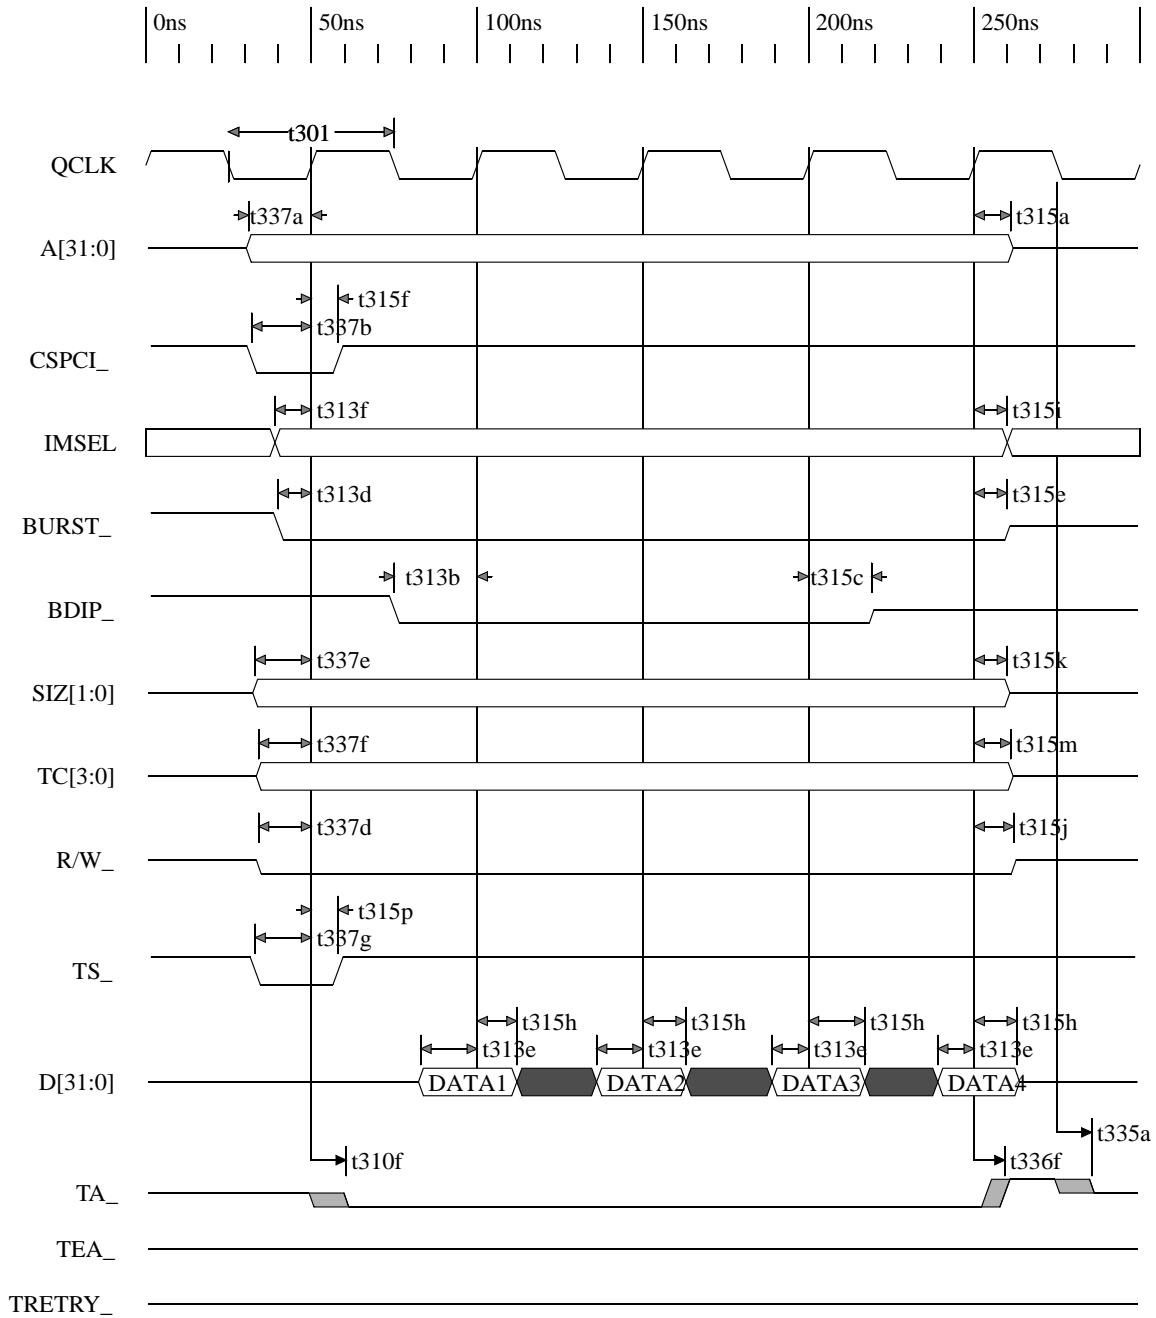 0ns 50ns 100ns 150ns 200ns 250ns
t301
QCLK
t337a t315a
A[31:0]
t315f
t337b
CSPCI_
t313f t315i
IMSEL
t313d t315e
BURST_
t313b t315c
BDIP_
t337e t315k
SIZ[1:0]
t337f t315m
TC[3:0]
t337d t315j
R/W_
t315p
t337g
TS_
t315h t315h t315h t315h
t313e t313e t313e t313e
D[31:0] DATA1 DATA2 DATA3 DATA4
t335a
t310f t336f
TA_
TEA_
TRETRY_